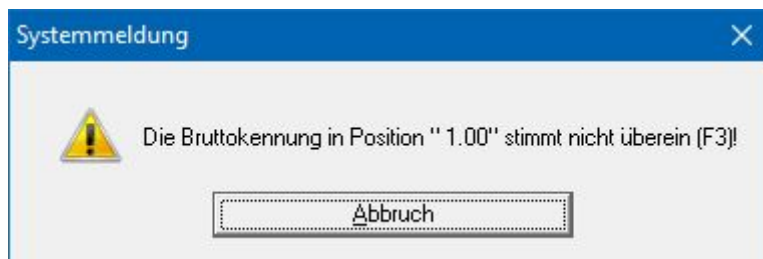 Systemmeldung
Die Bruttokennung in Position " 1.00" stimmt nicht überein (F3)!
Abbruch